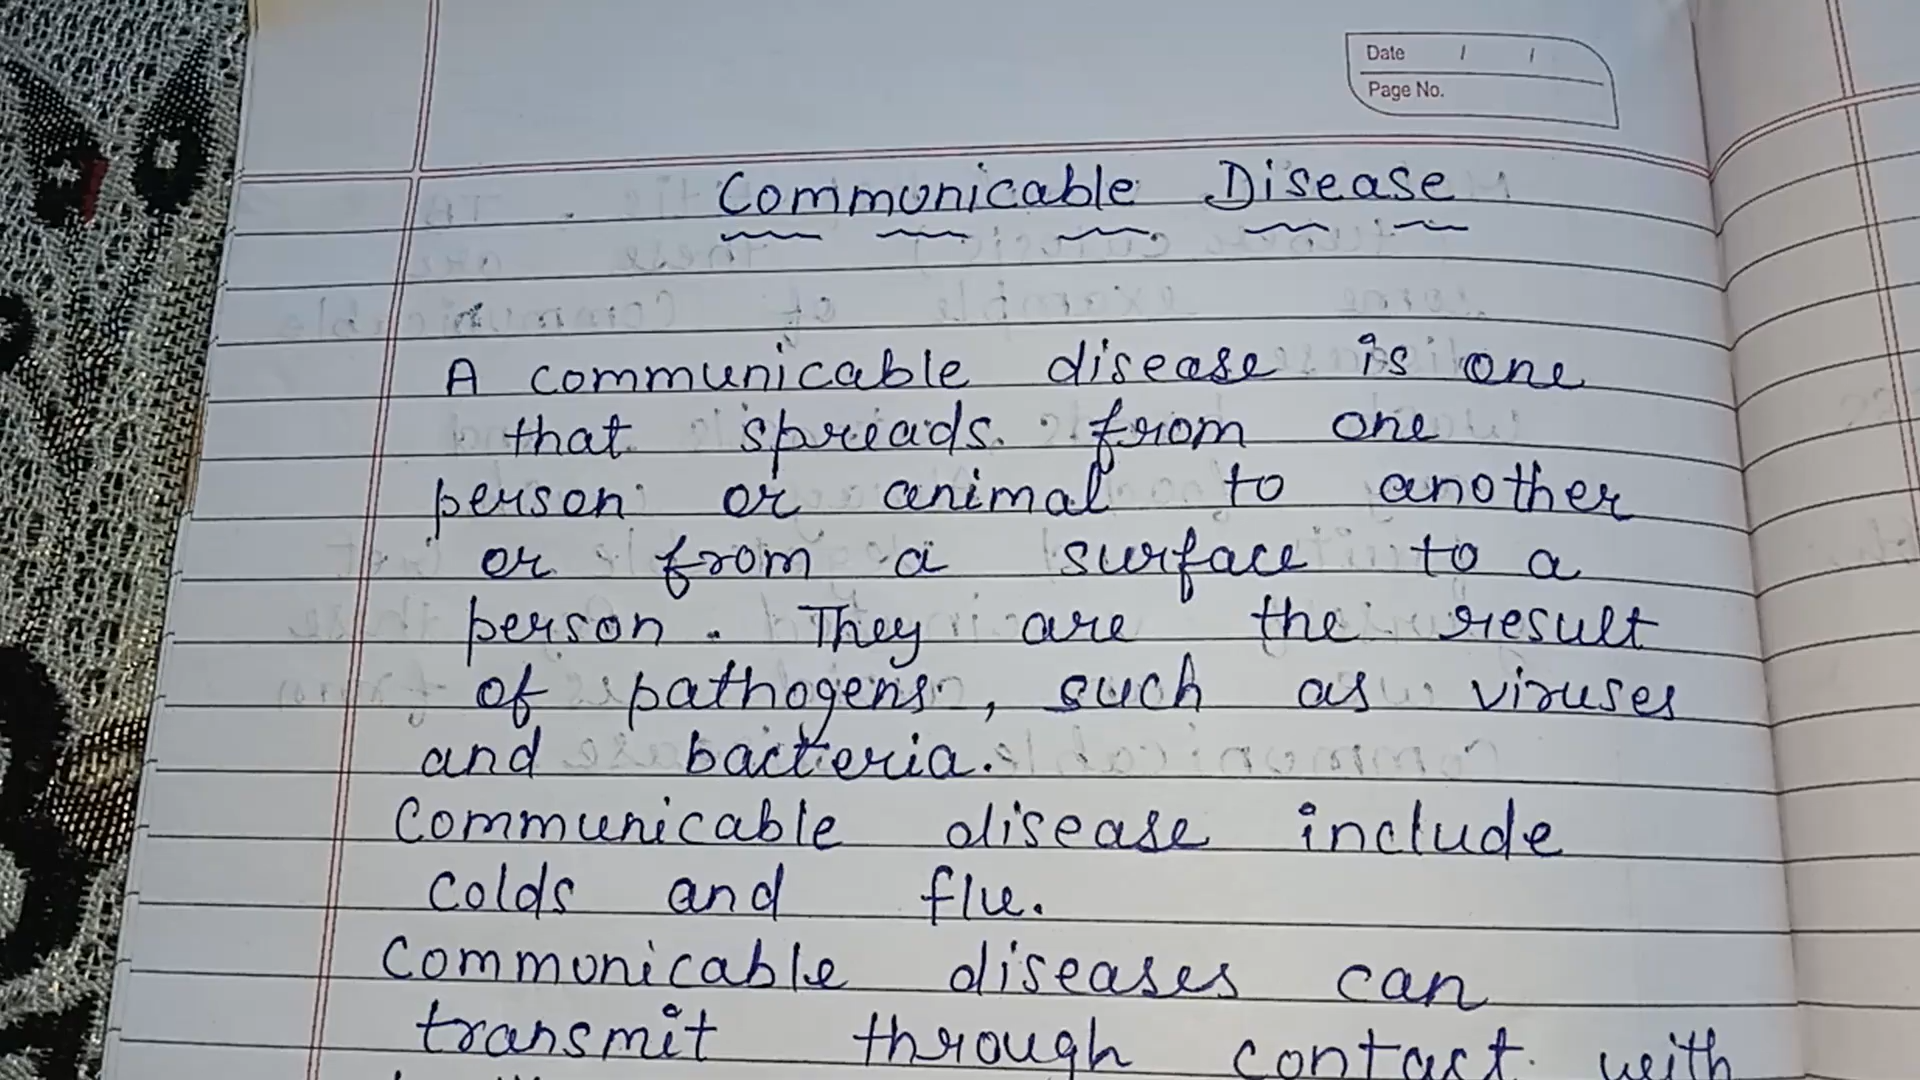 Date / /
Page No.
Communicable Disease
A communicable disease is one
that spreads from one
person or animal to another
or from a surface to a
person. They are the result
of pathogens, such as viruses
and bacteria.
Communicable disease include
colds and flu.
Communicable diseases can
transmit through contact with